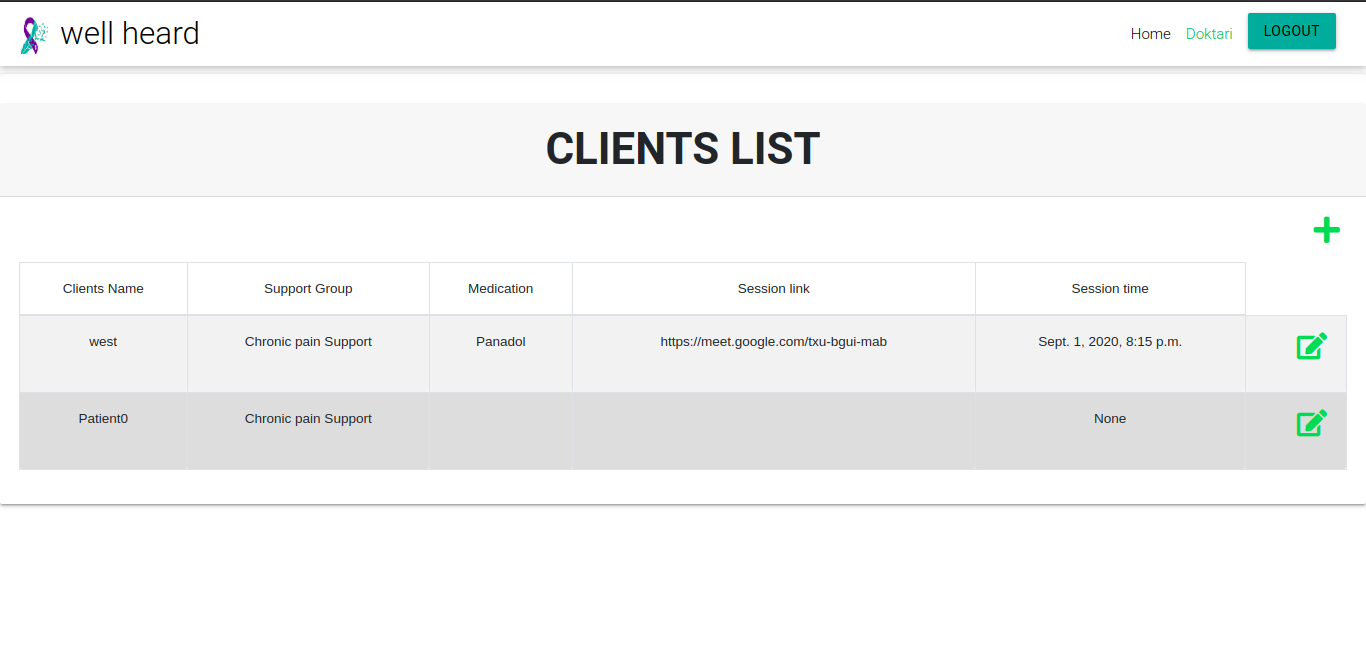 well heard
Home Doktari LOGOUT
CLIENTS LIST
Clients Name Support Group Medication Session link Session time
west Chronic pain Support Panadol https://meet.google.com/txu-bgui-mab Sept. 1, 2020, 8:15 p.m.
Patient0 Chronic pain Support None